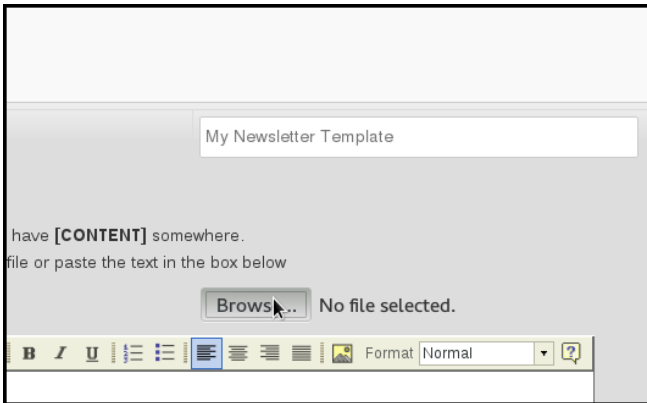 My Newsletter Template
have [CONTENT] somewhere.
file or paste the text in the box below
No file selected.
B I U Format Normal